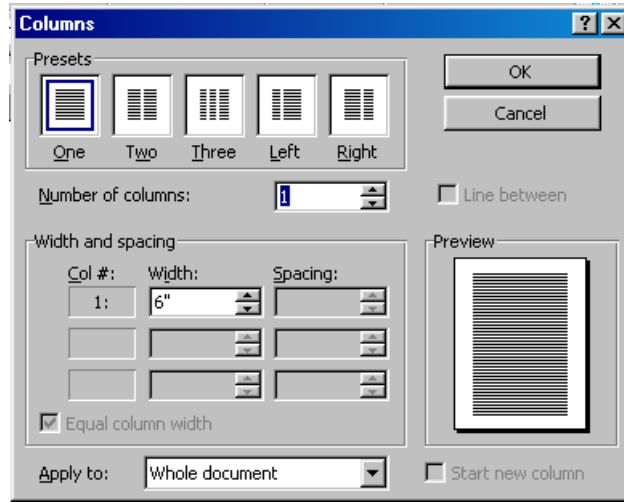 Columns
Presets
One Two Three Left Right
OK
Cancel
Number of columns: 1
Line between
Width and spacing
Col #: Width: Spacing:
1: 6"
Equal column width
Preview
Apply to: Whole document
Start new column